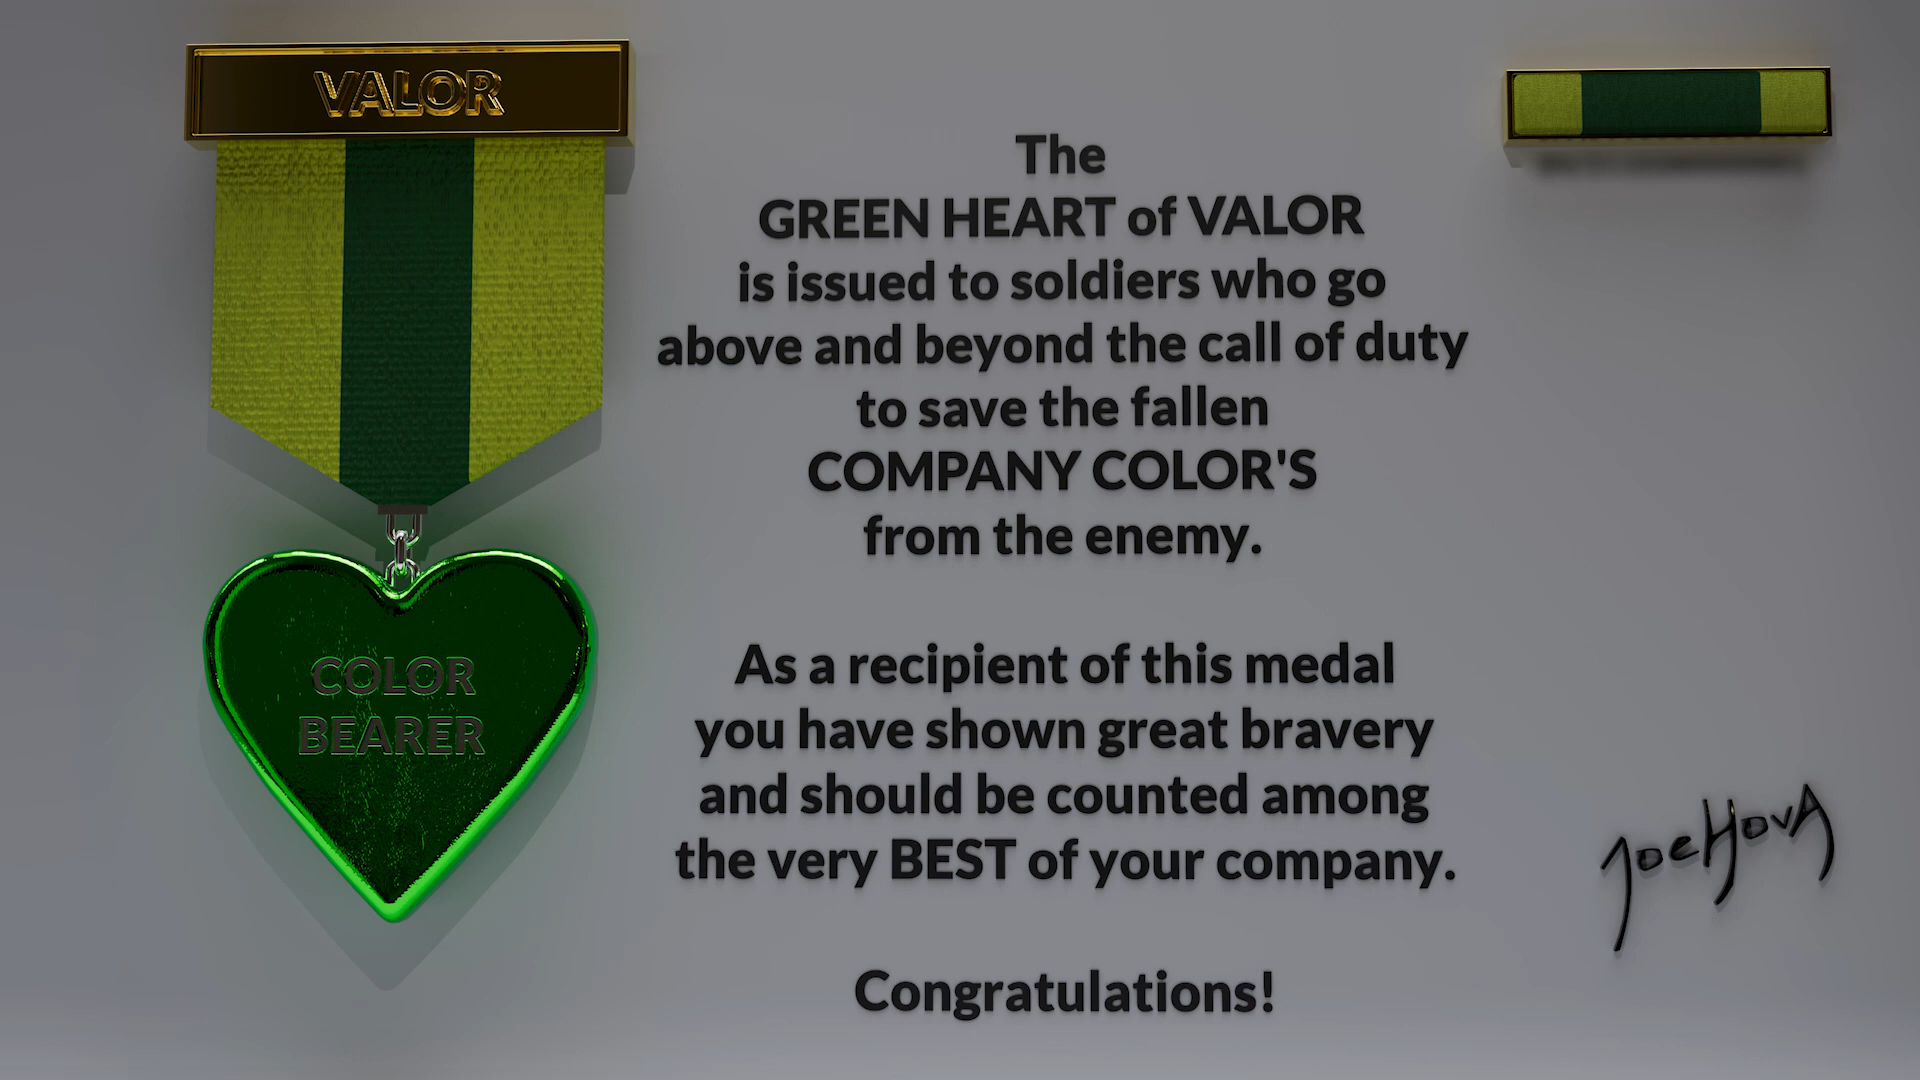 VALOR
The
GREEN HEART of VALOR
is issued to soldiers who go
above and beyond the call of duty
to save the fallen
COMPANY COLOR'S
from the enemy.
COLOR
BEARER
As a recipient of this medal
you have shown great bravery
and should be counted among
the very BEST of your company.
Congratulations!
JoeHovA